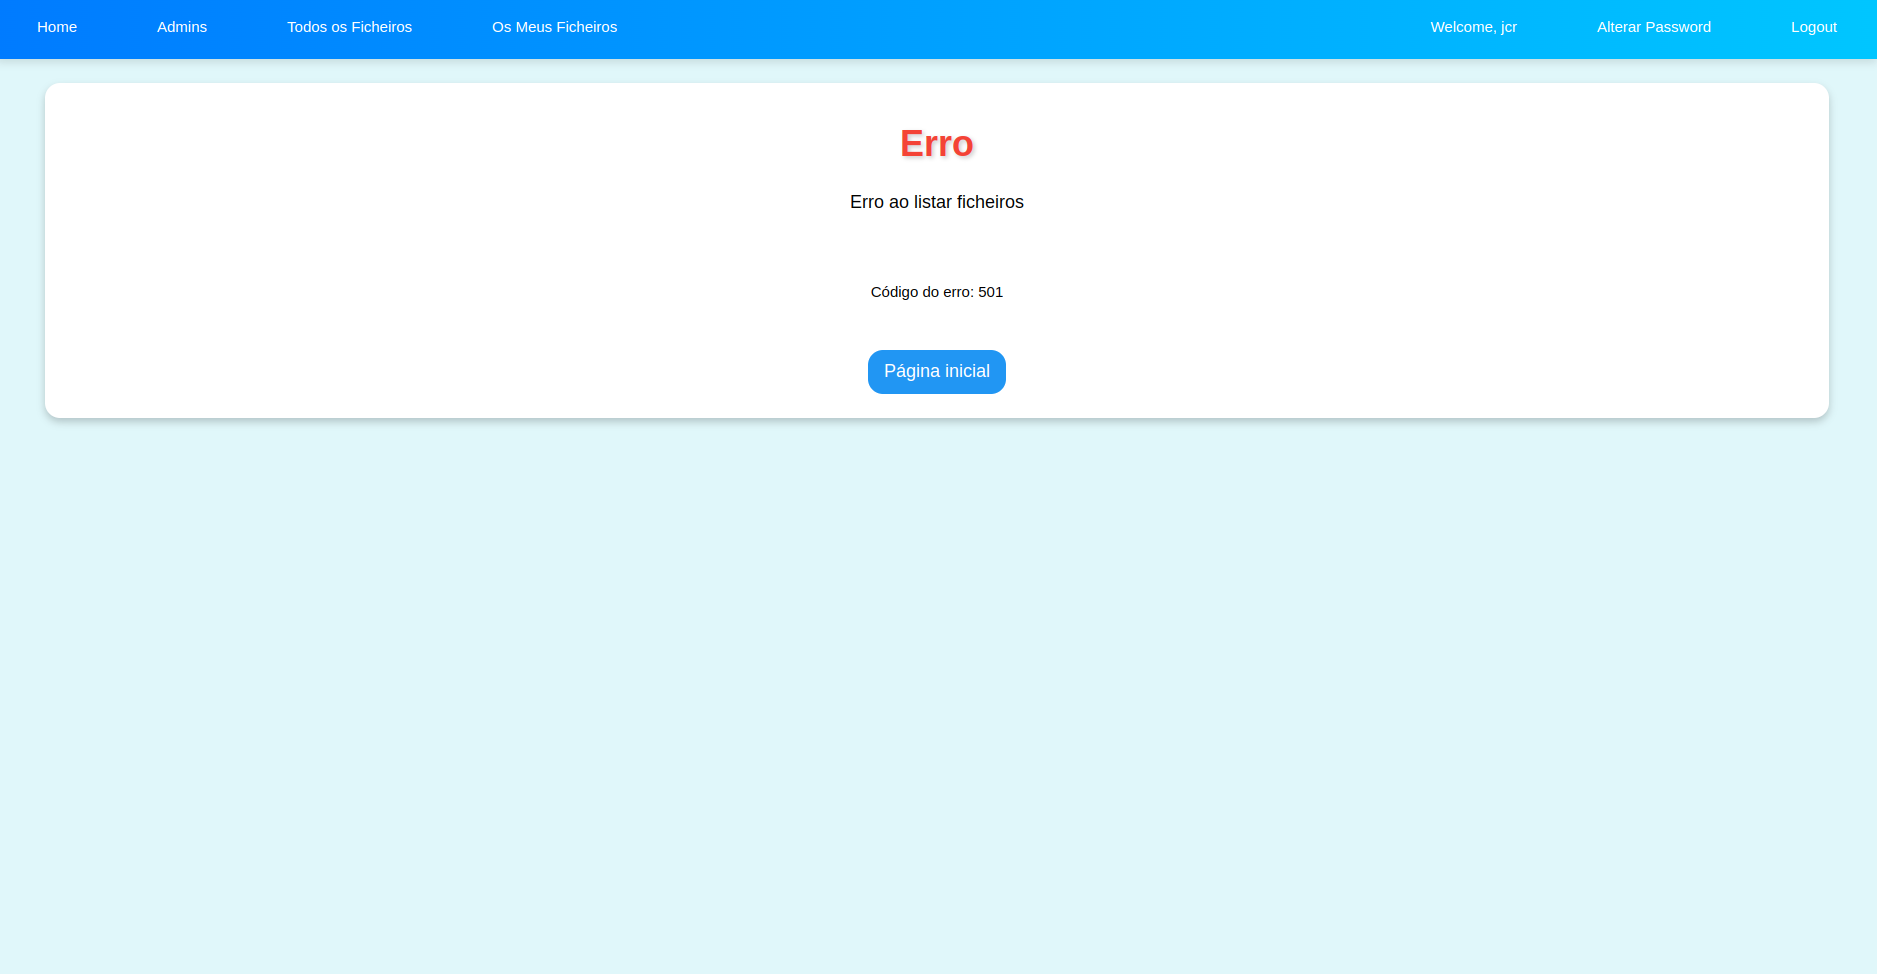 Home Admins Todos os Ficheiros Os Meus Ficheiros Welcome, jcr Alterar Password Logout
Erro
Erro ao listar ficheiros
Código do erro: 501
Página inicial